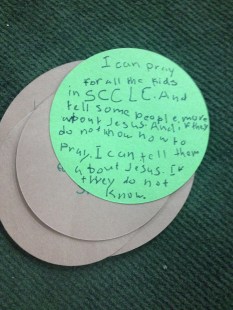 I can pray
For all the kids
in SCCLC. And
tell some people, more
about Jesus. And if they
do not know how to
pray. I can tell them
about Jesus. If
they do not
know.